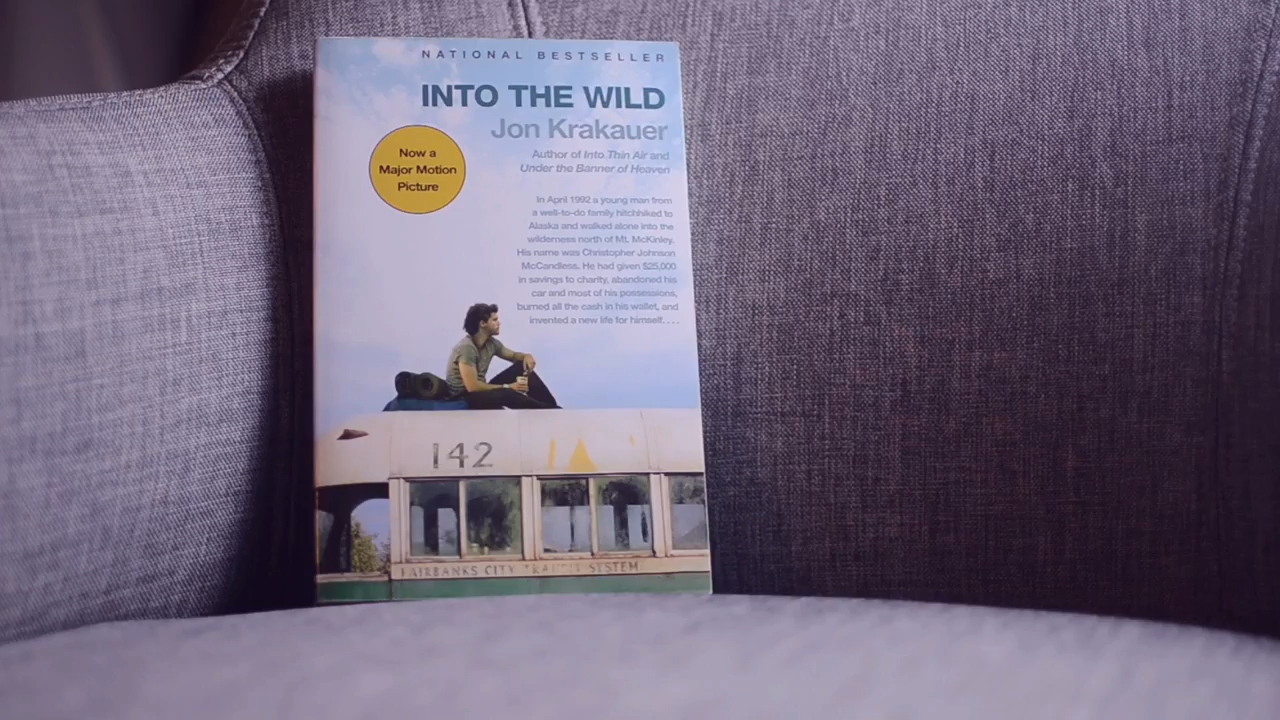 NATIONAL BESTSELLER
INTO THE WILD
Jon Krakauer
Author of Into Thin Air and
Under the Banner of Heaven
Now a
Major Motion
Picture
In April 1992 a young man from
a well-to-do family hitchhiked to
Alaska and walked alone into the
wilderness north of Mt. McKinley.
His name was Christopher Johnson
McCandless. He had given $25,000
in savings to charity, abandoned his
car and most of his possessions,
burned all the cash in his wallet, and
invented a new life for himself. . . .
142
FAIRBANKS CITY TRANSIT SYSTEM